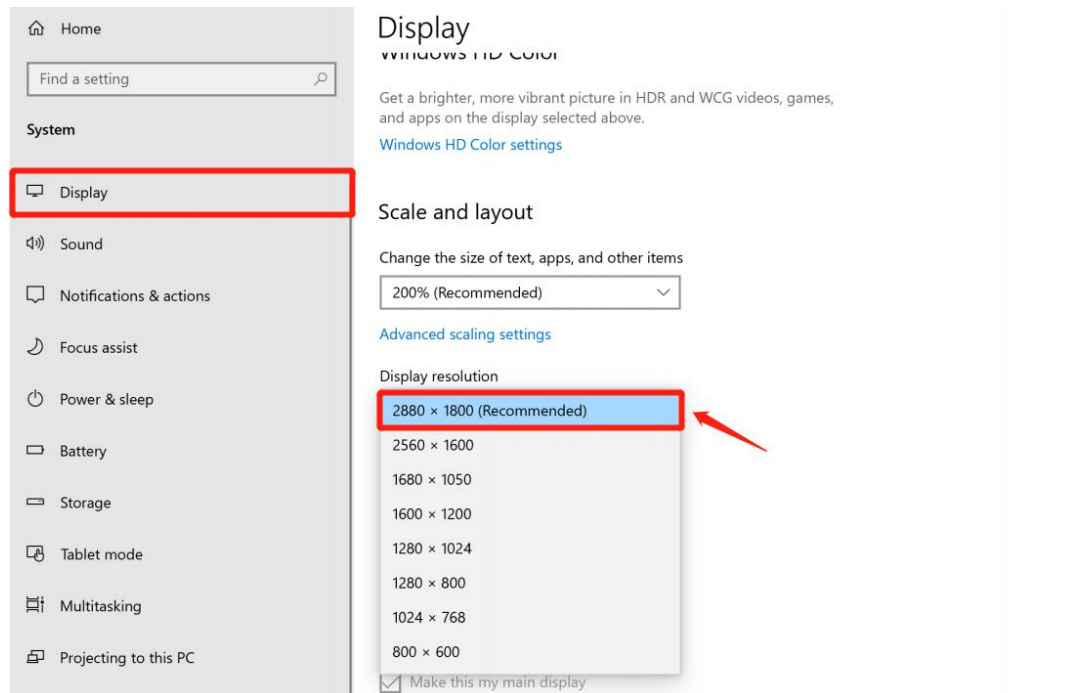 Home
Find a setting
System
Display
Sound
Notifications & actions
Focus assist
Power & sleep
Battery
Storage
Tablet mode
Multitasking
Projecting to this PC
Display
Windows HD Color
Get a brighter, more vibrant picture in HDR and WCG videos, games,
and apps on the display selected above.
Windows HD Color settings
Scale and layout
Change the size of text, apps, and other items
200% (Recommended)
Advanced scaling settings
Display resolution
2880 × 1800 (Recommended)
2560 × 1600
1680 × 1050
1600 × 1200
1280 × 1024
1280 × 800
1024 × 768
800 × 600
Make this my main display